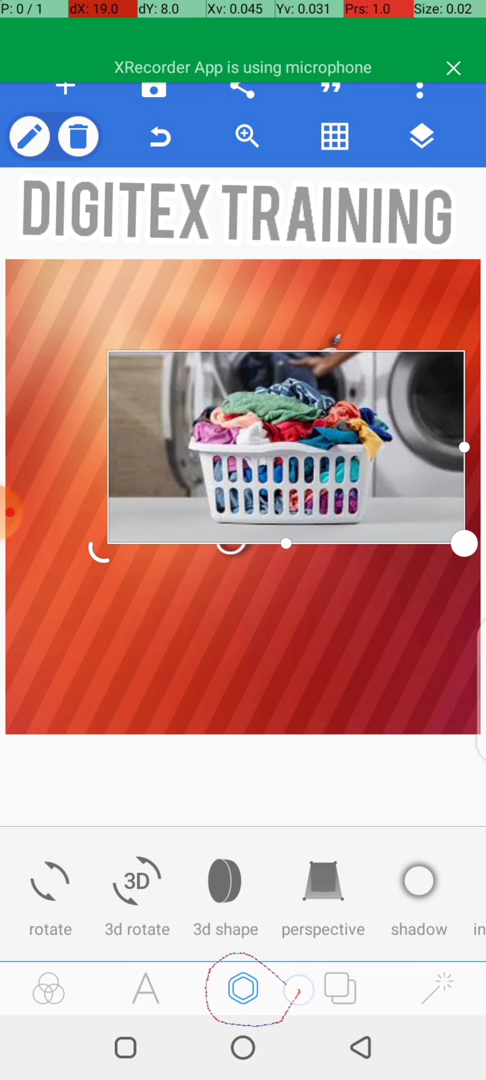 P: 0 / 1 dX: 19.0 dY: 8.0 Xv: 0.045 Yv: 0.031 Prs: 1.0 Size: 0.02
XRecorder App is using microphone
DIGITEX TRAINING
3D
rotate 3d rotate 3d shape perspective shadow in